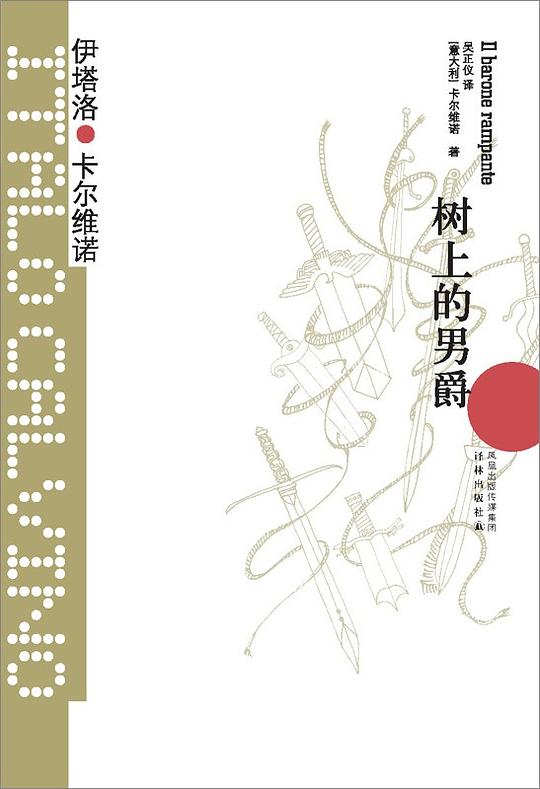 ITALO CALVINO
伊塔洛●卡尔维诺
Il barone rampante
吴正仪 译
[意大利] 卡尔维诺 著
树上的男爵
凤凰出版传媒集团
译林出版社